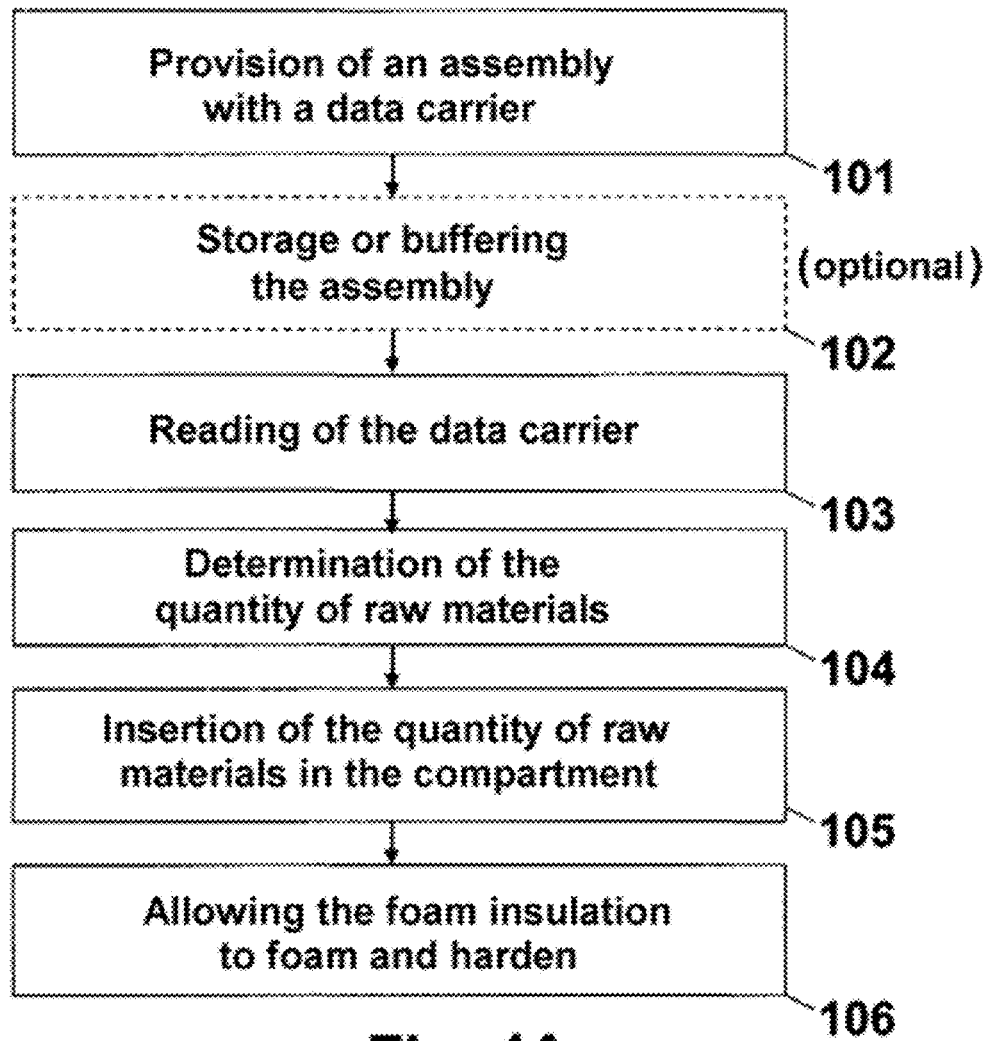 Provision of an assembly
with a data carrier
101
Storage or buffering
the assembly
(optional)
102
Reading of the data carrier
103
Determination of the
quantity of raw materials
104
Insertion of the quantity of raw
materials in the compartment
105
Allowing the foam insulation
to foam and harden
106